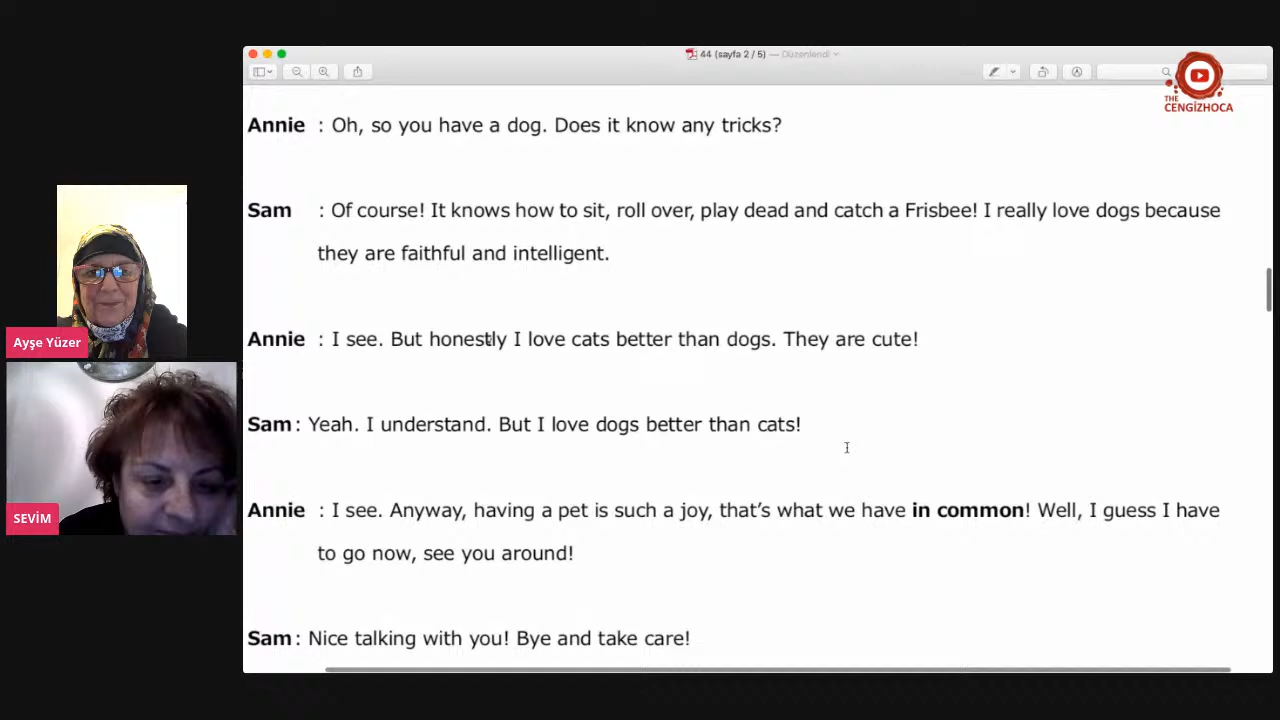 44 (sayfa 2 / 5) — Düzenlendi
THE
CENGİZHOCA
Annie : Oh, so you have a dog. Does it know any tricks?
Sam : Of course! It knows how to sit, roll over, play dead and catch a Frisbee! I really love dogs because
they are faithful and intelligent.
Annie : I see. But honestly I love cats better than dogs. They are cute!
Sam : Yeah. I understand. But I love dogs better than cats!
Annie : I see. Anyway, having a pet is such a joy, that’s what we have in common! Well, I guess I have
to go now, see you around!
Sam : Nice talking with you! Bye and take care!
Ayşe Yüzer
SEVİM